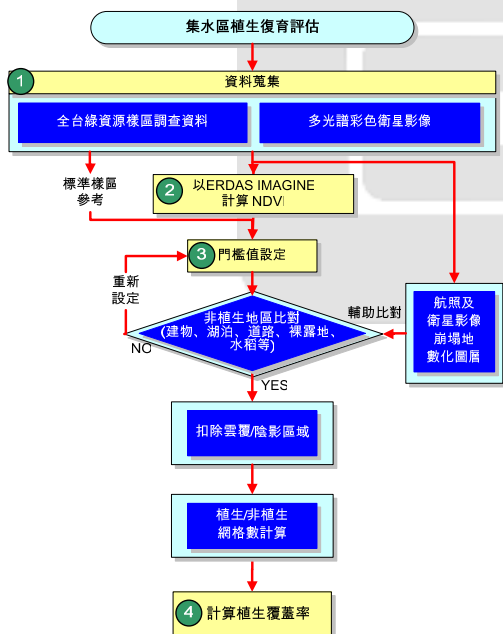 集水區植生復育評估
1
資料蒐集
全台綠資源樣區調查資料
多光譜彩色衛星影像
標準樣區
參考
2
以ERDAS IMAGINE
計算 NDVI
3
門檻值設定
重新
設定
非植生地區比對
(建物、湖泊、道路、裸露地、
水稻等)
輔助比對
航照及
衛星影像
崩塌地
數化圖層
NO
YES
扣除雲覆/陰影區域
植生/非植生
網格數計算
4
計算植生覆蓋率